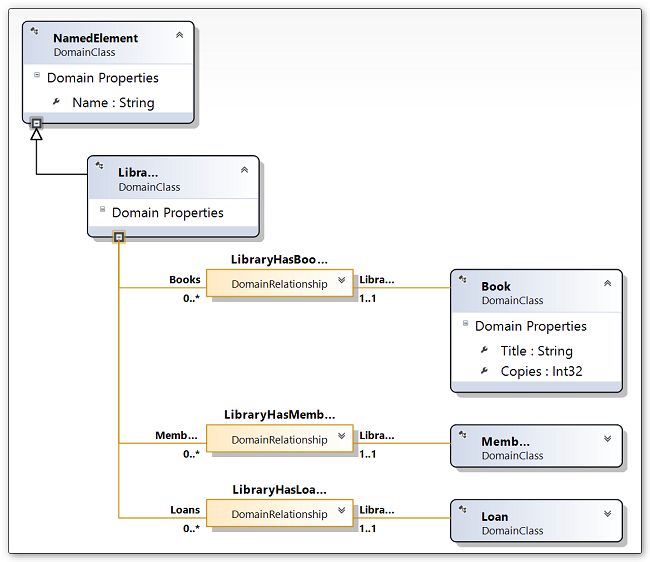 NamedElement
DomainClass
Domain Properties
Name : String
Libra...
DomainClass
Domain Properties
LibraryHasBoo...
Books
DomainRelationship
Libra...
0..*
1..1
Book
DomainClass
Domain Properties
Title : String
Copies : Int32
LibraryHasMemb...
Memb...
DomainRelationship
Libra...
0..*
1..1
Memb...
DomainClass
LibraryHasLoa...
Loans
DomainRelationship
Libra...
0..*
1..1
Loan
DomainClass